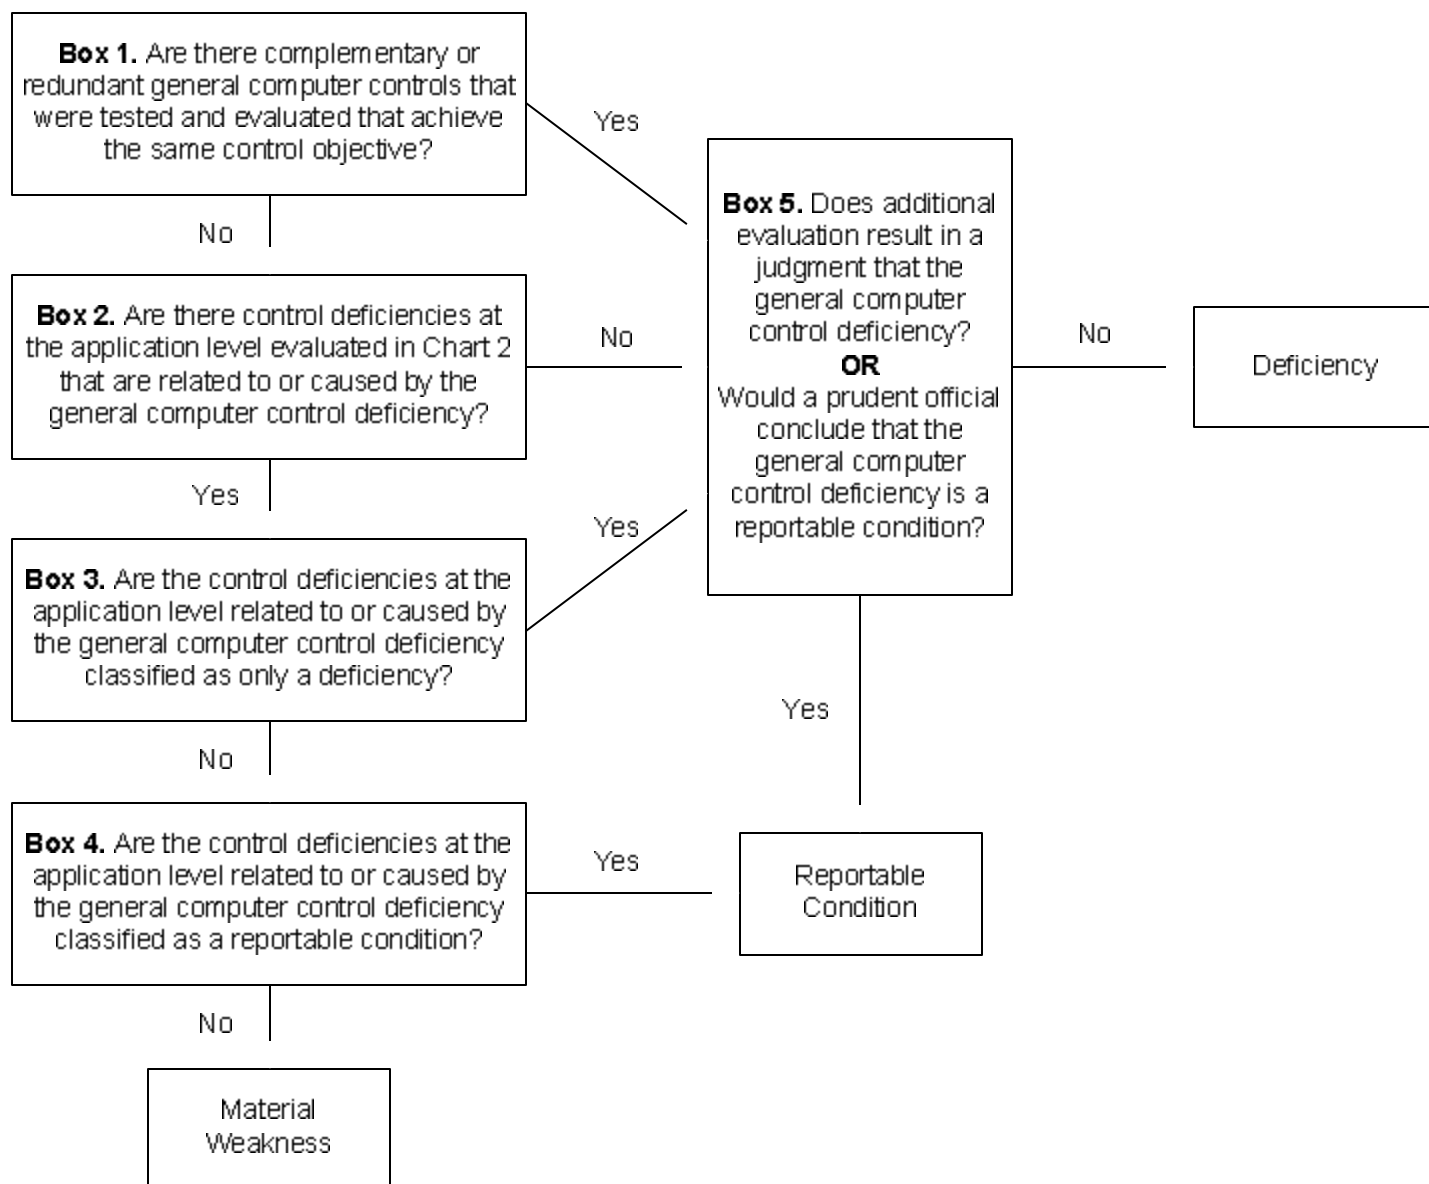 Box 1. Are there complementary or
redundant general computer controls that
were tested and evaluated that achieve
the same control objective?
Yes
No
Box 2. Are there control deficiencies at
the application level evaluated in Chart 2
that are related to or caused by the
general computer control deficiency?
No
Yes
Box 3. Are the control deficiencies at the
application level related to or caused by
the general computer control deficiency
classified as only a deficiency?
Yes
No
Box 4. Are the control deficiencies at the
application level related to or caused by
the general computer control deficiency
classified as a reportable condition?
Yes
No
Material
Weakness
Box 5. Does additional
evaluation result in a
judgment that the
general computer
control deficiency?
OR
Would a prudent official
conclude that the
general computer
control deficiency is a
reportable condition?
No
Deficiency
Yes
Reportable
Condition